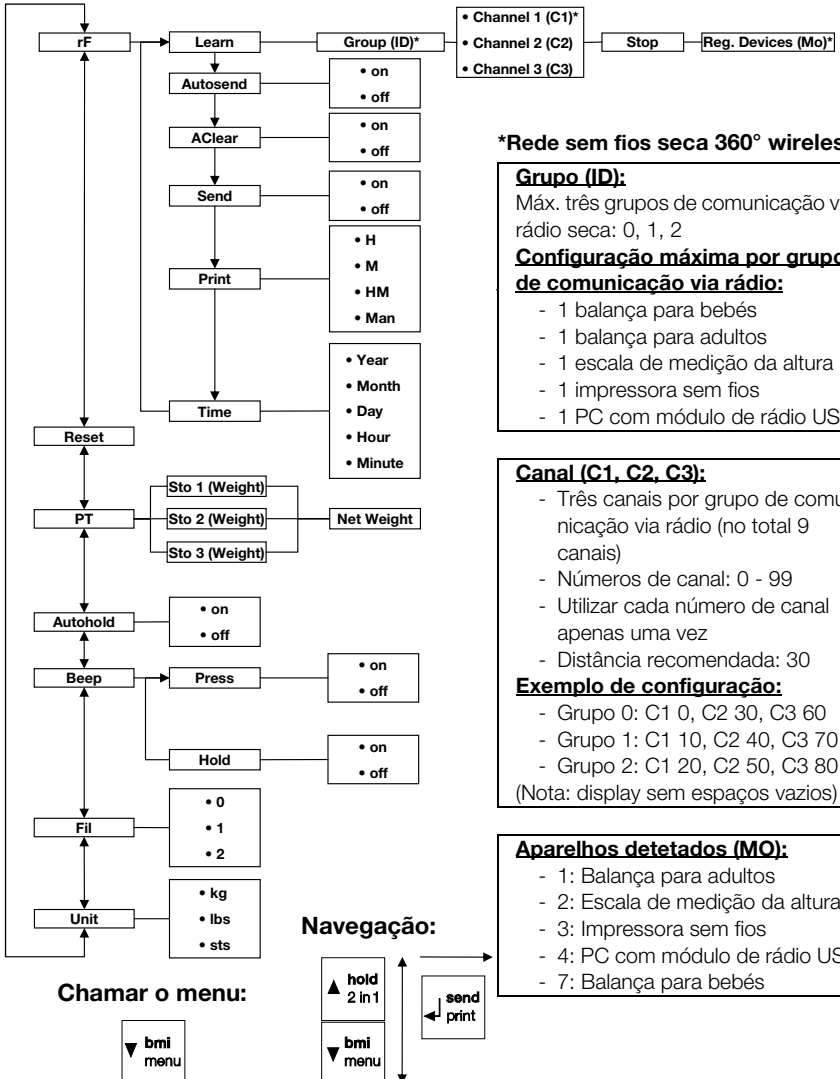 rF
Learn
Group (ID)*
• Channel 1 (C1)*
• Channel 2 (C2)
• Channel 3 (C3)
Stop
Reg. Devices (Mo)*
Autosend
• on
• off
AClear
• on
• off
Send
• on
• off
Print
• H
• M
• HM
• Man
Time
• Year
• Month
• Day
• Hour
• Minute
Reset
PT
Sto 1 (Weight)
Sto 2 (Weight)
Sto 3 (Weight)
Net Weight
Autohold
• on
• off
Beep
Press
• on
• off
Hold
• on
• off
Fil
• 0
• 1
• 2
Unit
• kg
• lbs
• sts
Chamar o menu:
bmi
menu
Navegação:
hold
2 in 1
bmi
menu
send
print
*Rede sem fios seca 360° wireles
Grupo (ID):
Máx. três grupos de comunicação v
rádio seca: 0, 1, 2
Configuração máxima por grupo
de comunicação via rádio:
- 1 balança para bebés
- 1 balança para adultos
- 1 escala de medição da altura
- 1 impressora sem fios
- 1 PC com módulo de rádio US
Canal (C1, C2, C3):
- Três canais por grupo de comu
nicação via rádio (no total 9
canais)
- Números de canal: 0 - 99
- Utilizar cada número de canal
apenas uma vez
- Distância recomendada: 30
Exemplo de configuração:
- Grupo 0: C1 0, C2 30, C3 60
- Grupo 1: C1 10, C2 40, C3 70
- Grupo 2: C1 20, C2 50, C3 80
(Nota: display sem espaços vazios)
Aparelhos detetados (MO):
- 1: Balança para adultos
- 2: Escala de medição da altura
- 3: Impressora sem fios
- 4: PC com módulo de rádio US
- 7: Balança para bebés